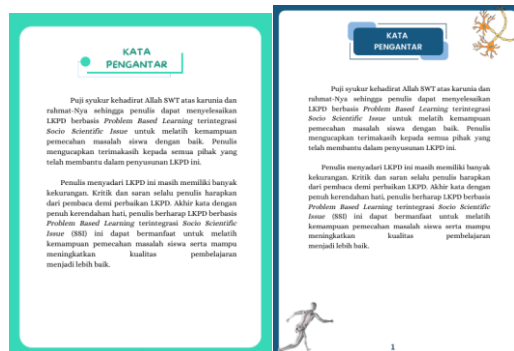 KATA
PENGANTAR
Puji syukur kehadirat Allah SWT atas karunia dan
rahmat-Nya sehingga penulis dapat menyelesaikan
LKPD berbasis Problem Based Learning terintegrasi
Socio Scientific Issue untuk melatih kemampuan
pemecahan masalah siswa dengan baik. Penulis
mengucapkan terimakasih kepada semua pihak yang
telah membantu dalam penyusunan LKPD ini.
Penulis menyadari LKPD ini masih memiliki banyak
kekurangan. Kritik dan saran selalu penulis harapkan
dari pembaca demi perbaikan LKPD. Akhir kata dengan
penuh kerendahan hati, penulis berharap LKPD berbasis
Problem Based Learning terintegrasi Socio Scientific
Issue (SSI) ini dapat bermanfaat untuk melatih
kemampuan pemecahan masalah siswa serta mampu
meningkatkan kualitas pembelajaran
menjadi lebih baik.
KATA
PENGANTAR
Puji syukur kehadirat Allah SWT atas karunia dan
rahmat-Nya sehingga penulis dapat menyelesaikan
LKPD berbasis Problem Based Learning terintegrasi
Socio Scientific Issue untuk melatih kemampuan
pemecahan masalah siswa dengan baik. Penulis
mengucapkan terimakasih kepada semua pihak yang
telah membantu dalam penyusunan LKPD ini.
Penulis menyadari LKPD ini masih memiliki banyak
kekurangan. Kritik dan saran selalu penulis harapkan
dari pembaca demi perbaikan LKPD. Akhir kata dengan
penuh kerendahan hati, penulis berharap LKPD berbasis
Problem Based Learning terintegrasi Socio Scientific
Issue (SSI) ini dapat bermanfaat untuk melatih
kemampuan pemecahan masalah siswa serta mampu
meningkatkan kualitas pembelajaran
menjadi lebih baik.
1